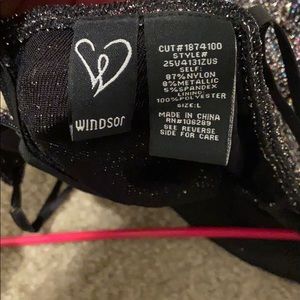 WINDSOR
CUT#1874100
STYLE#
25V4131ZUS
SELF:
87%NYLON
8%METALLIC
5%SPANDEX
LINING
100%POLYESTER
SIZE:L
MADE IN CHINA
RN#106289
SEE REVERSE
SIDE FOR CARE